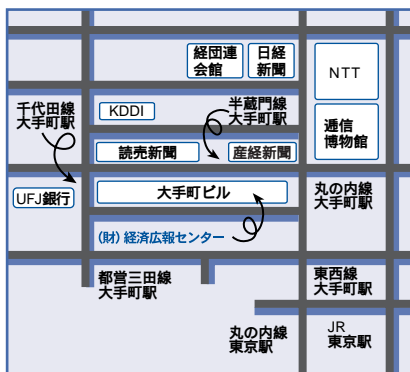 経団連
会館
日経
新聞
NTT
千代田線
大手町駅
KDDI
半蔵門線
大手町駅
逓信
博物館
読売新聞
産経新聞
UFJ銀行
大手町ビル
丸の内線
大手町駅
(財)経済広報センター
都営三田線
大手町駅
東西線
大手町駅
丸の内線
東京駅
JR
東京駅